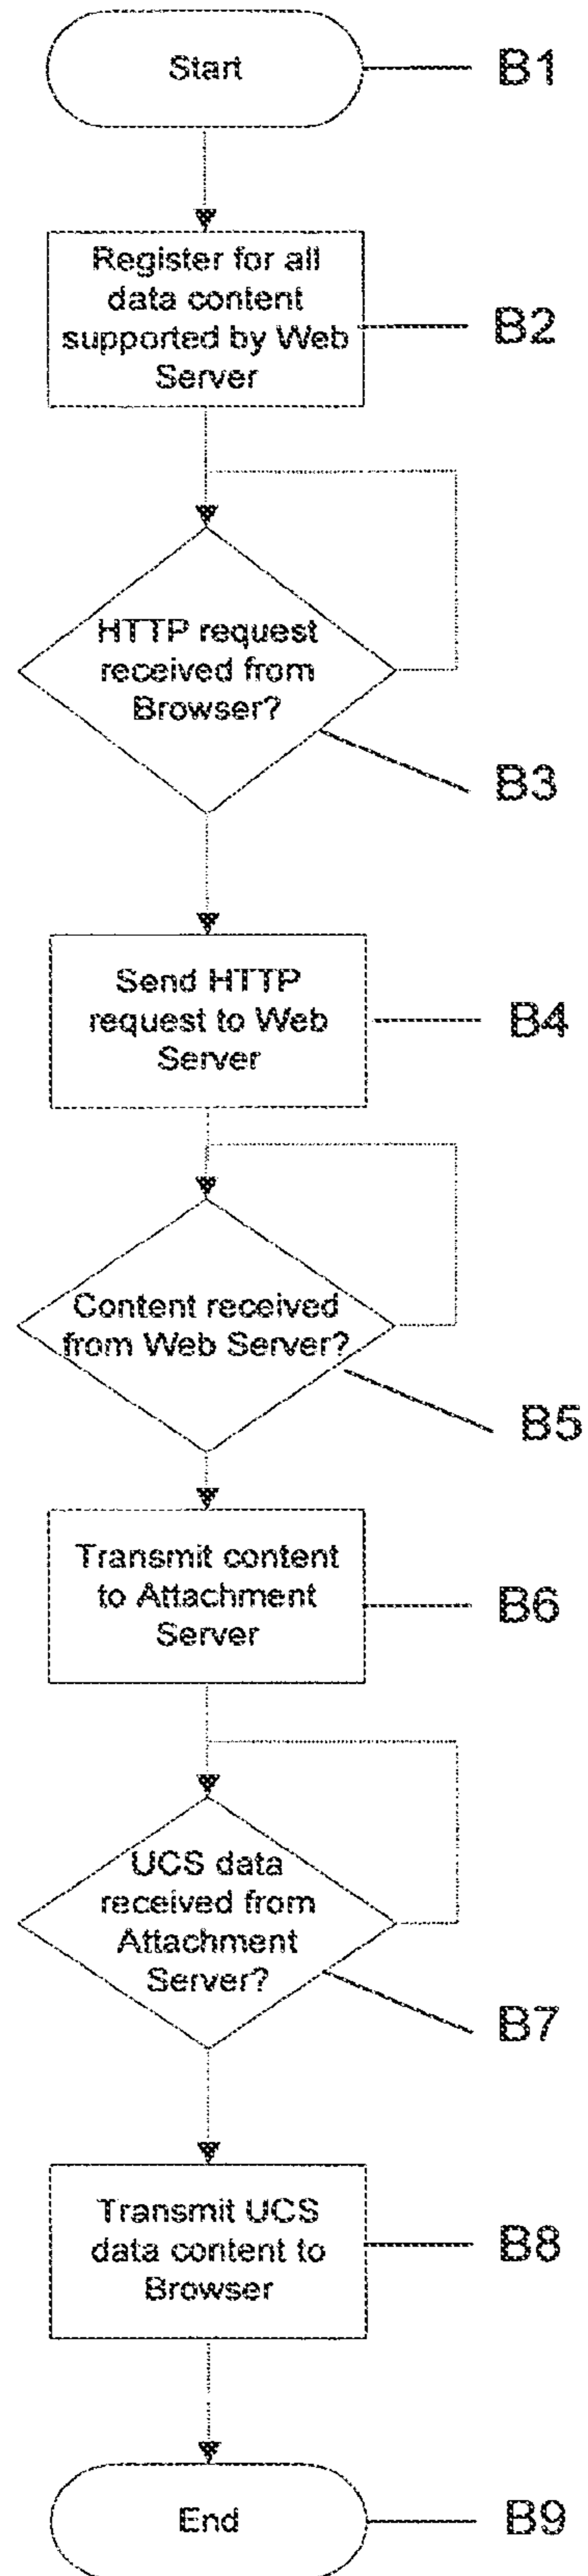 Start
B1
Register for all
data content
supported by Web
Server
B2
HTTP request
received from
Browser?
B3
Send HTTP
request to Web
Server
B4
Content received
from Web Server?
B5
Transmit content
to Attachment
Server
B6
UCS data
received from
Attachment
Server?
B7
Transmit UCS
data content to
Browser
B8
End
B9